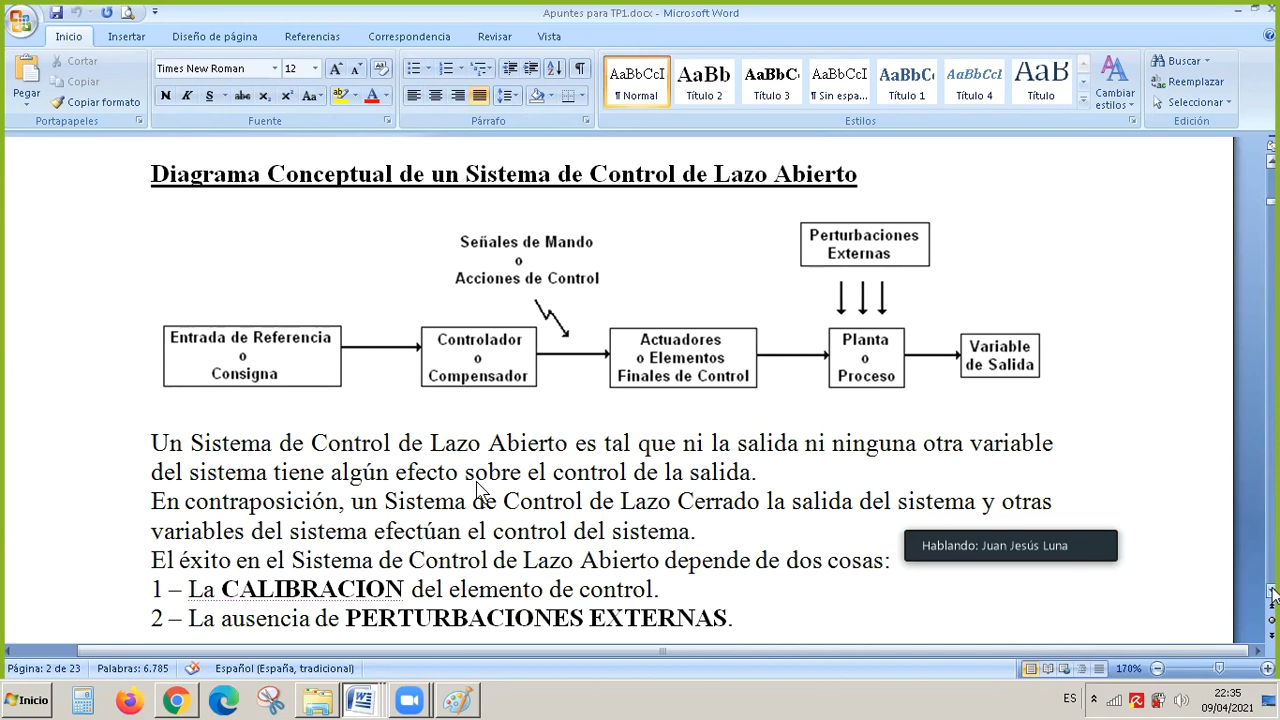 Apuntes para TP1.docx - Microsoft Word
Inicio Insertar Diseño de página Referencias Correspondencia Revisar Vista
Pegar
Cortar
Copiar
Copiar formato
Portapapeles
Times New Roman 12
N K S abc x₂ x² Aa
Fuente
Párrafo
AaBbCcI AaBb AaBbC AaBbCcI AaBbC AaBbCcI AaB
¶ Normal Título 2 Título 3 ¶ Sin espa... Título 1 Título 4 Título
Cambiar estilos
Estilos
Buscar
Reemplazar
Seleccionar
Edición
Diagrama Conceptual de un Sistema de Control de Lazo Abierto
Señales de Mando
o
Acciones de Control
Perturbaciones
Externas
Entrada de Referencia
o
Consigna
Controlador
o
Compensador
Actuadores
o Elementos
Finales de Control
Planta
o
Proceso
Variable
de Salida
Un Sistema de Control de Lazo Abierto es tal que ni la salida ni ninguna otra variable
del sistema tiene algún efecto sobre el control de la salida.
En contraposición, un Sistema de Control de Lazo Cerrado la salida del sistema y otras
variables del sistema efectúan el control del sistema.
El éxito en el Sistema de Control de Lazo Abierto depende de dos cosas:
1 – La CALIBRACION del elemento de control.
2 – La ausencia de PERTURBACIONES EXTERNAS.
Hablando: Juan Jesús Luna
Página: 2 de 23 Palabras: 6.785 Español (España, tradicional) 170%
Inicio ES 22:35
09/04/2021